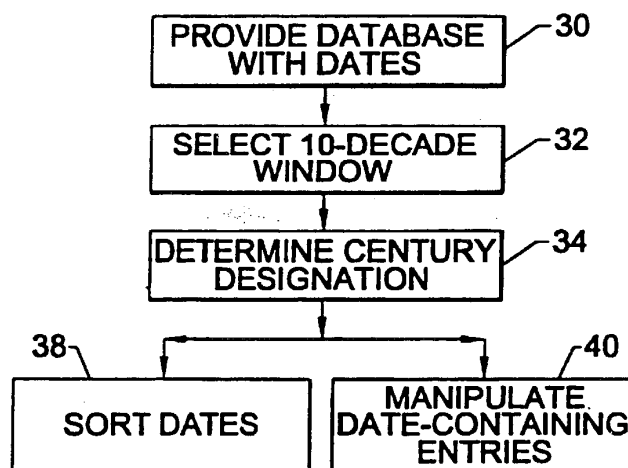 PROVIDE DATABASE
WITH DATES
30
SELECT 10-DECADE
WINDOW
32
DETERMINE CENTURY
DESIGNATION
34
38
SORT DATES
40
MANIPULATE
DATE-CONTAINING
ENTRIES